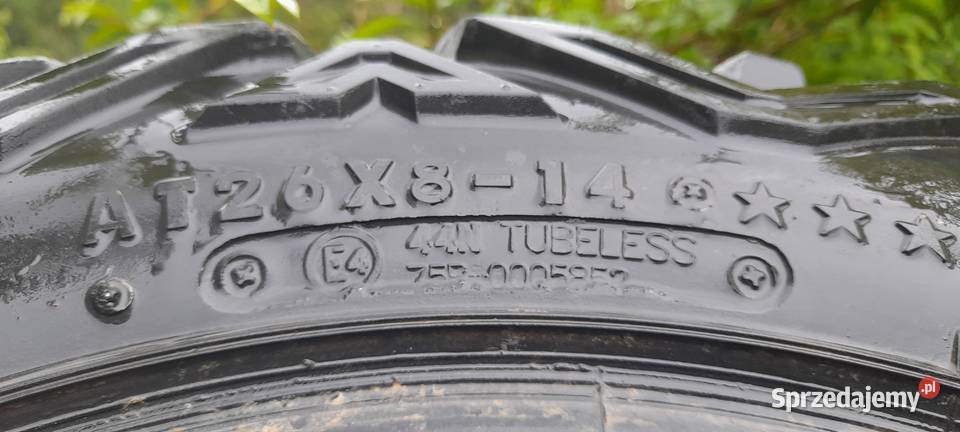 AT26X8-14
E4
44N TUBELESS
Sprzedajemy.pl